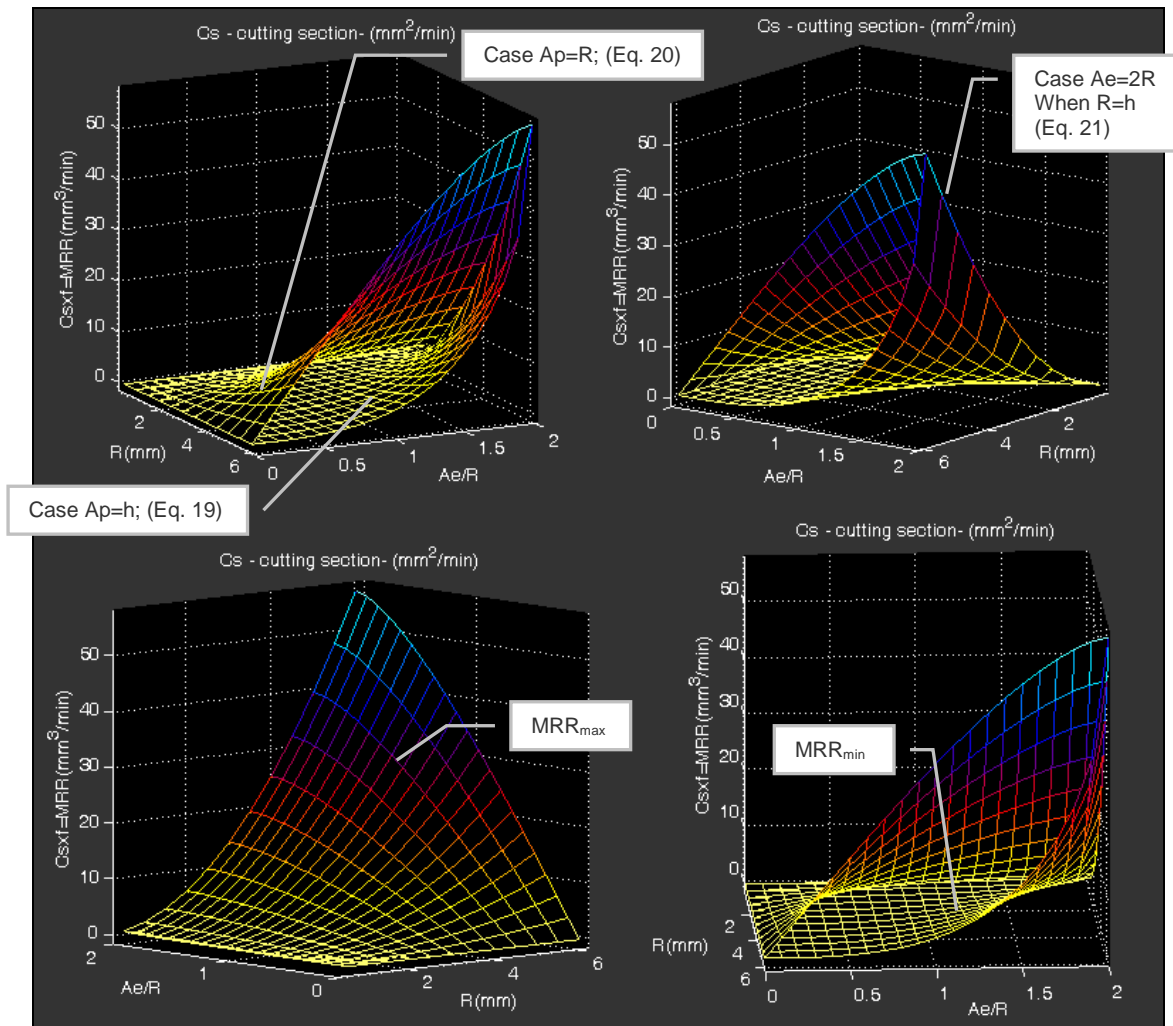 Cs - cutting section- (mm²/min)
Case Ap=R; (Eq. 20)
Csxf=MRR(mm³/min)
50
40
30
20
10
0
2
4
6
R(mm)
0
0.5
1
1.5
2
Ae/R
Case Ap=h; (Eq. 19)
Cs - cutting section- (mm²/min)
Case Ae=2R
When R=h
(Eq. 21)
Csxf=MRR(mm³/min)
50
40
30
20
10
0
0
0.5
1
1.5
2
Ae/R
6
4
2
R(mm)
Cs - cutting section- (mm²/min)
Csxf=MRR(mm³/min)
50
40
30
20
10
0
2
1
0
Ae/R
2
4
6
R(mm)
MRRmax
Cs - cutting section- (mm²/min)
Csxf=MRR(mm³/min)
50
40
30
20
10
0
2
4
6
R(mm)
0
0.5
1
1.5
2
Ae/R
MRRmin